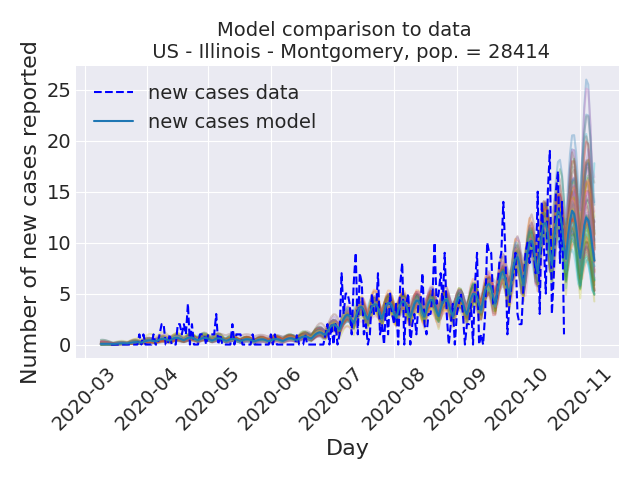 Model comparison to data
US - Illinois - Montgomery, pop. = 28414
Number of new cases reported
25
20
15
10
5
0
new cases data
new cases model
2020-03
2020-04
2020-05
2020-06
2020-07
2020-08
2020-09
2020-10
2020-11
Day